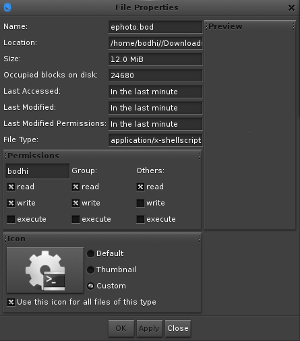 File Properties
Name: ephoto.bod
Preview
Location: /home/bodhi//Download
Size: 12.0 MiB
Occupied blocks on disk: 24680
Last Accessed: In the last minute
Last Modified: In the last minute
Last Modified Permissions: In the last minute
File Type: application/x-shellscript
Permissions
bodhi Group: Others:
read read read
write write write
execute execute execute
Icon
Default
Thumbnail
Custom
Use this icon for all files of this type
OK Apply Close